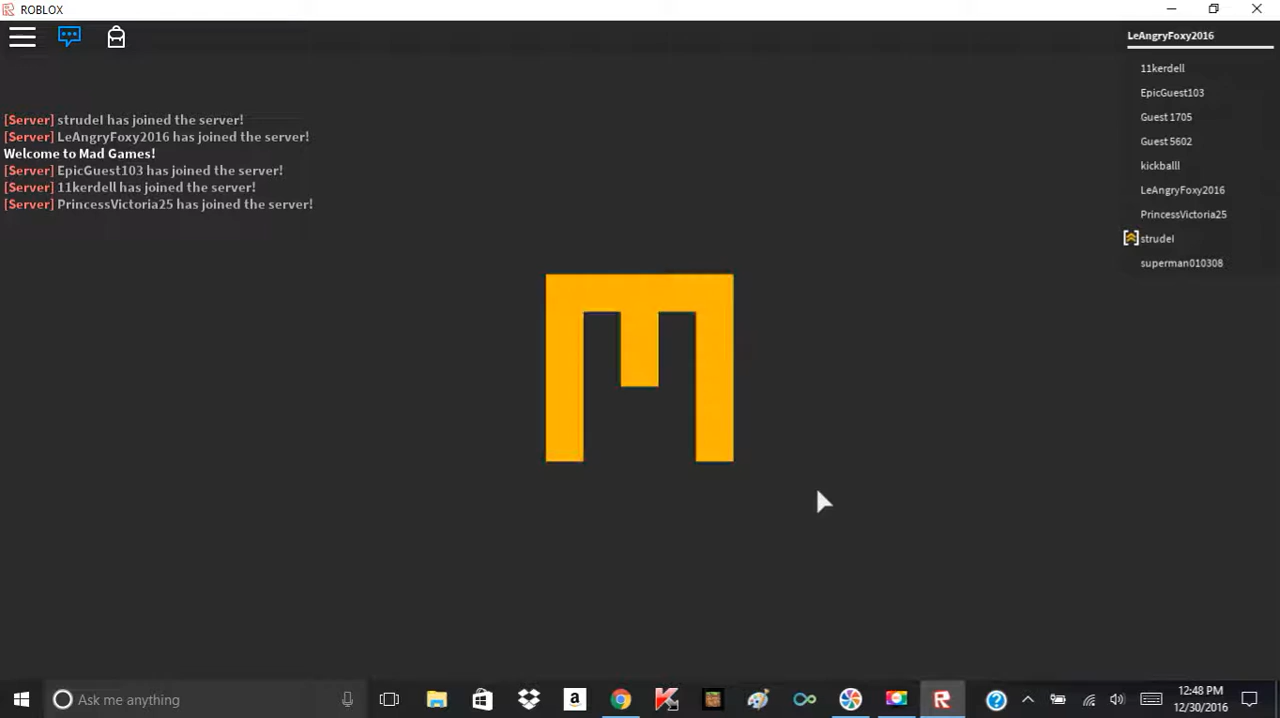 ROBLOX
LeAngryFoxy2016
11kerdell
EpicGuest103
Guest 1705
Guest 5602
kickballl
LeAngryFoxy2016
PrincessVictoria25
strudel
superman010308
[Server] strudel has joined the server!
[Server] LeAngryFoxy2016 has joined the server!
Welcome to Mad Games!
[Server] EpicGuest103 has joined the server!
[Server] 11kerdell has joined the server!
[Server] PrincessVictoria25 has joined the server!
M
Ask me anything
12:48 PM
12/30/2016